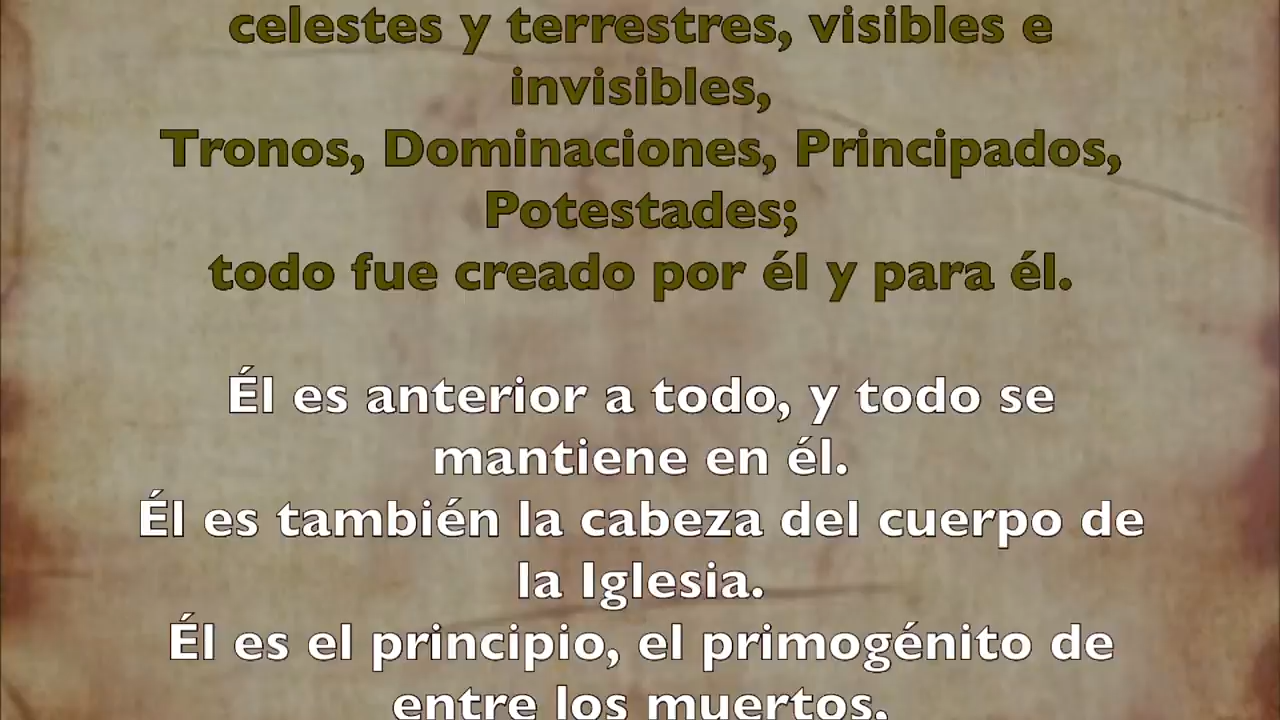 celestes y terrestres, visibles e
invisibles,
Tronos, Dominaciones, Principados,
Potestades;
todo fue creado por él y para él.
Él es anterior a todo, y todo se
mantiene en él.
Él es también la cabeza del cuerpo de
la Iglesia.
Él es el principio, el primogénito de
entre los muertos,